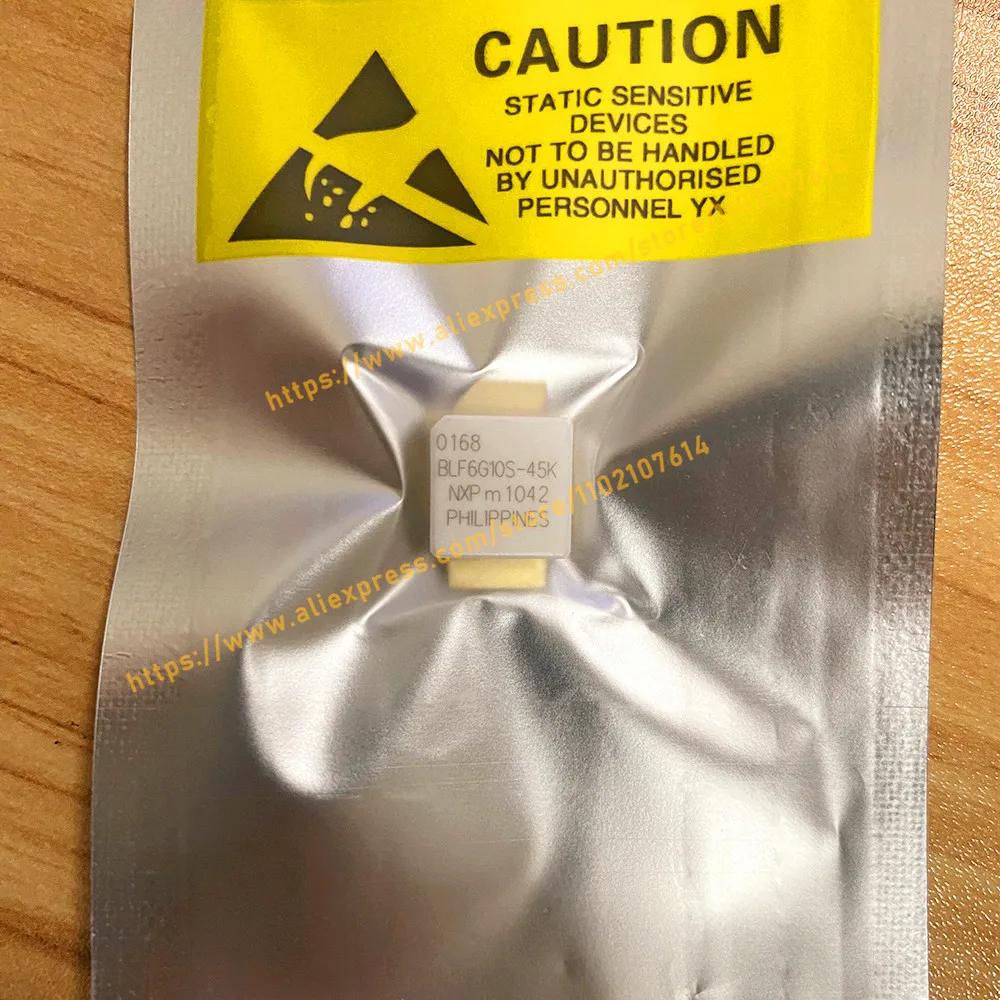 CAUTION
STATIC SENSITIVE
DEVICES
NOT TO BE HANDLED
BY UNAUTHORISED
PERSONNEL YX
https://www.aliexpress.com/store/1102107614
0168
BLF6G10S-45K
NXP m 1042
PHILIPPINES
https://www.aliexpress.com/store/1102107614